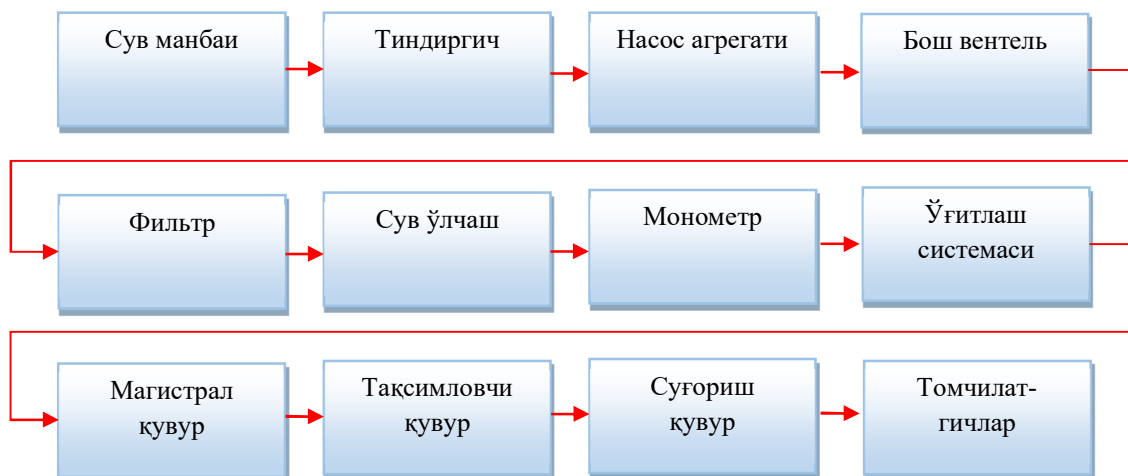 Сув манбаи
Тиндиргич
Насос агрегати
Бош вентель
Фильтр
Сув ўлчаш
Монометр
Ўғитлаш
системаси
Магистрал
қувур
Тақсимловчи
қувур
Суғориш
қувур
Томчилат-
гичлар